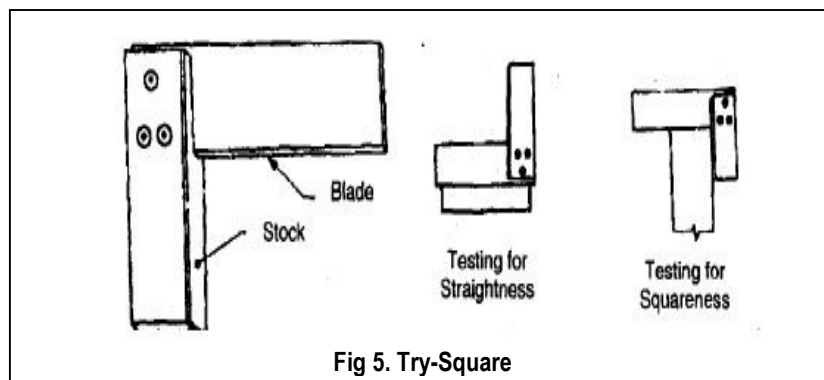 Blade
Stock
Testing for
Straightness
Testing for
Squareness
Fig 5. Try-Square